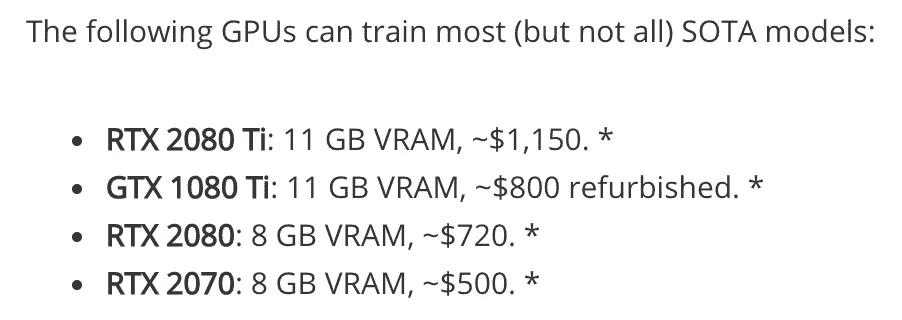 The following GPUs can train most (but not all) SOTA models:
• RTX 2080 Ti: 11 GB VRAM, ~$1,150. *
• GTX 1080 Ti: 11 GB VRAM, ~$800 refurbished. *
• RTX 2080: 8 GB VRAM, ~$720. *
• RTX 2070: 8 GB VRAM, ~$500. *